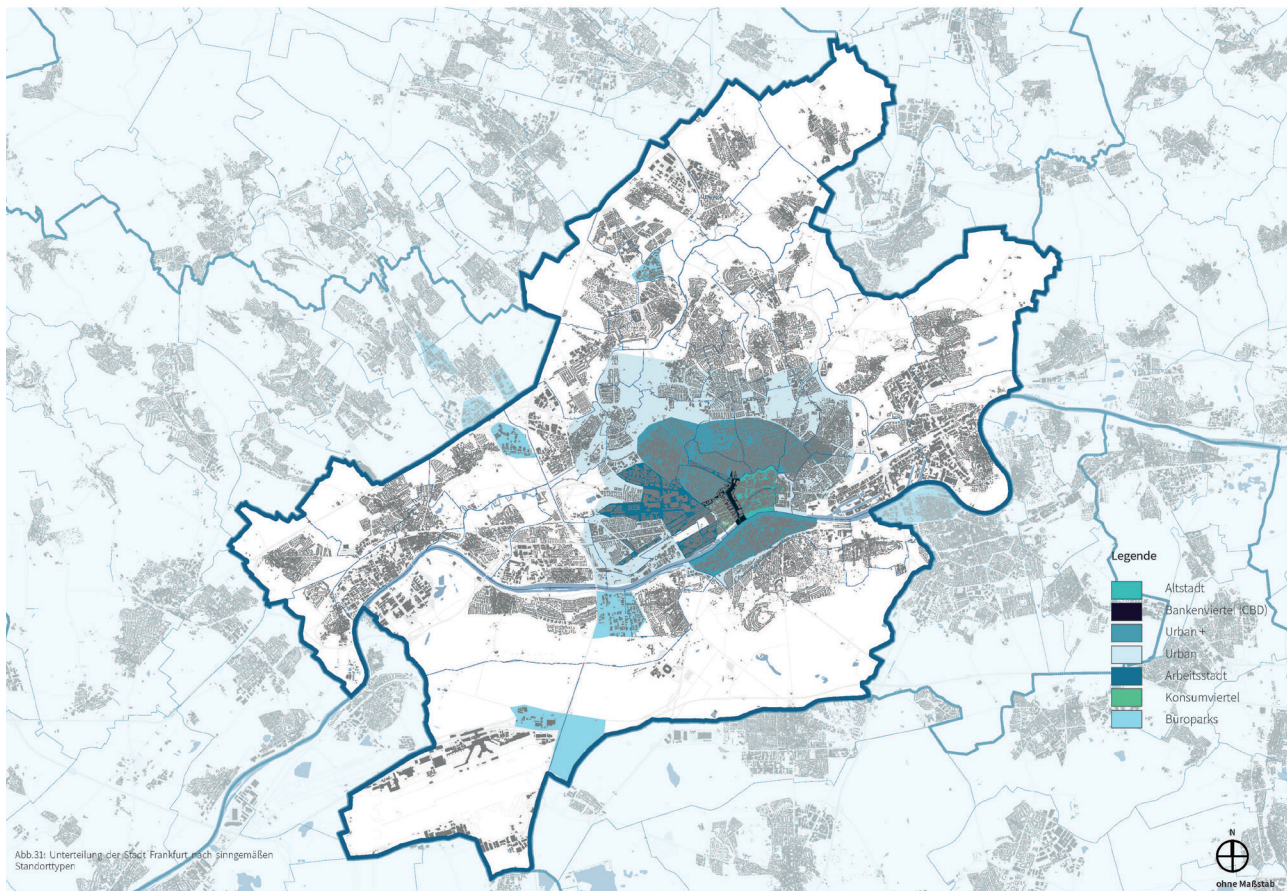 Legende
Altstadt
Bankenviertel (CBD)
Urban +
Urban
Arbeitsstadt
Konsumviertel
Büroparks
Abb.31: Unterteilung der Stadt Frankfurt nach sinngemäßen
Standorttypen
N
ohne Maßstab